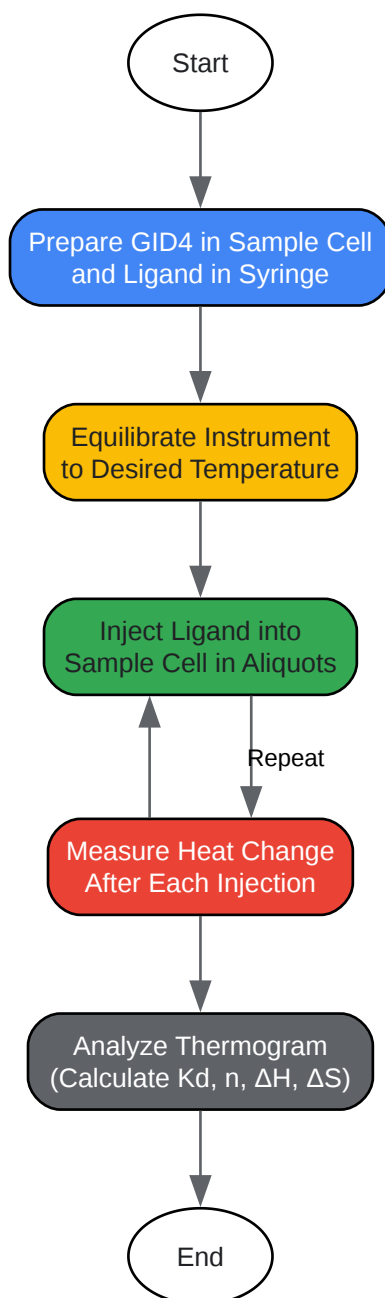 Start
Prepare GID4 in Sample Cell
and Ligand in Syringe
Equilibrate Instrument
to Desired Temperature
Inject Ligand into
Sample Cell in Aliquots
Repeat
Measure Heat Change
After Each Injection
Analyze Thermogram
(Calculate Kd, n, ΔH, ΔS)
End